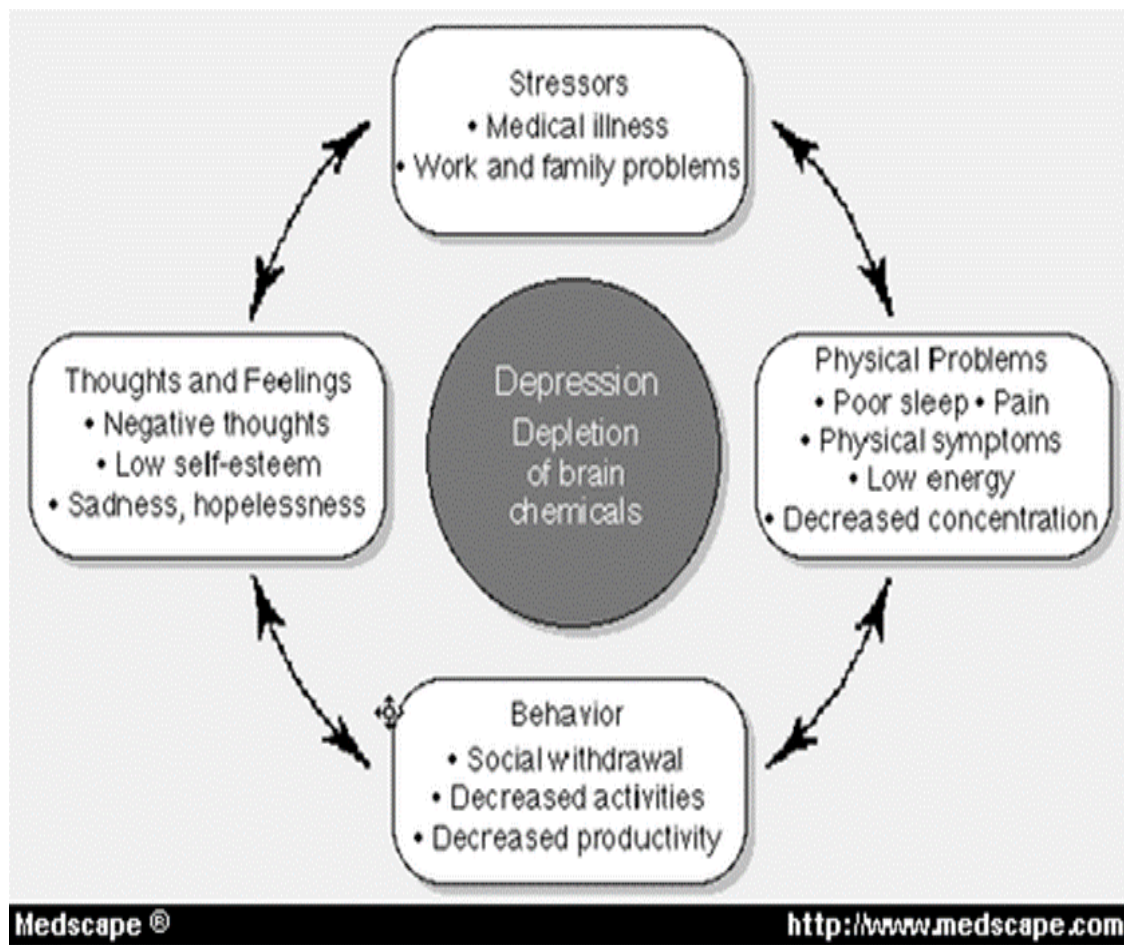 Stressors
• Medical illness
• Work and family problems
Thoughts and Feelings
• Negative thoughts
• Low self-esteem
• Sadness, hopelessness
Depression
Depletion
of brain
chemicals
Physical Problems
• Poor sleep • Pain
• Physical symptoms
• Low energy
• Decreased concentration
Behavior
• Social withdrawal
• Decreased activities
• Decreased productivity
Medscape ®
http://www.medscape.com